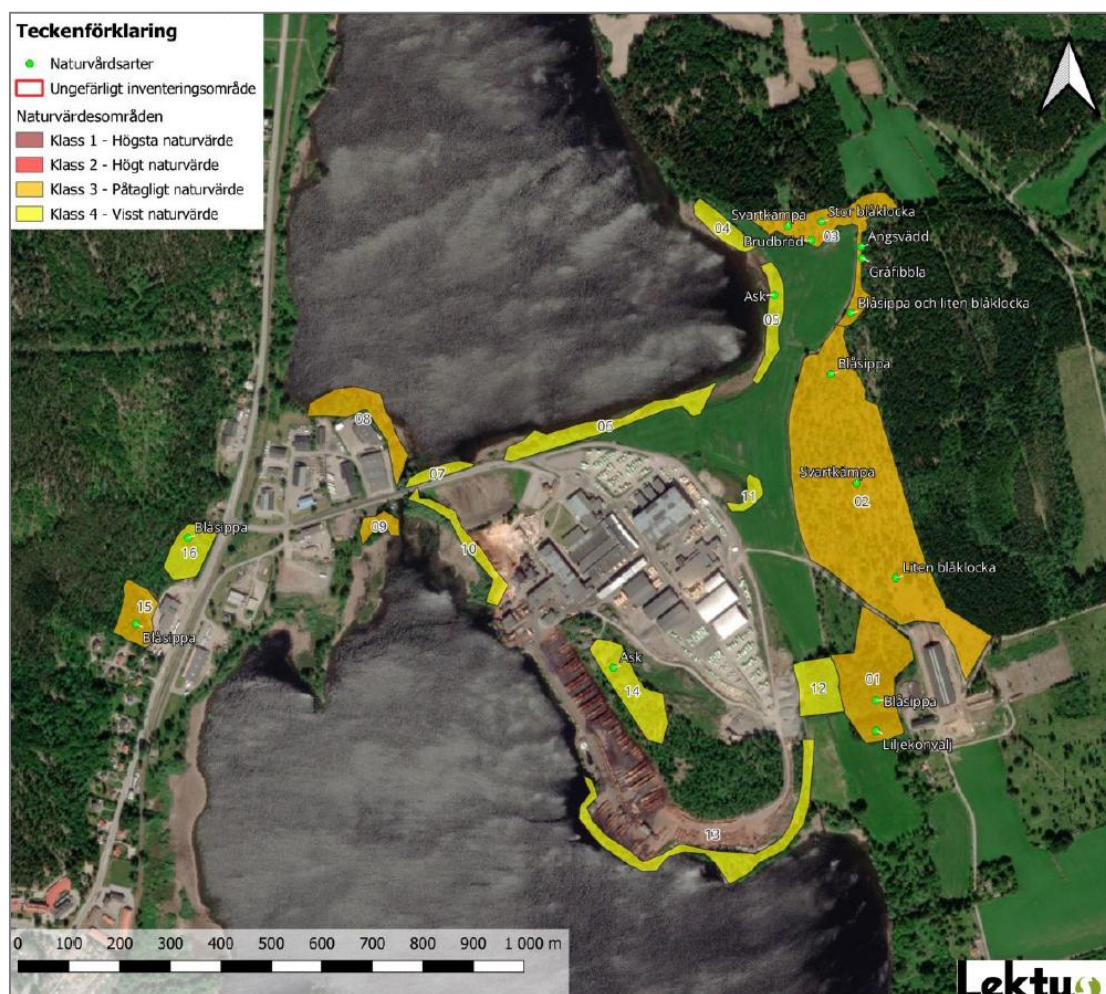 Teckenförklaring
Naturvårdsarter
Ungefärligt inventeringsområde
Naturvärdesområden
Klass 1 - Högsta naturvärde
Klass 2 - Högt naturvärde
Klass 3 - Påtagligt naturvärde
Klass 4 - Visst naturvärde
04
Svartkämpa
Stor blåklocka
Brudbröd
03
Ängsvädd
Gråfibbla
Ask
05
Blåsippa och liten blåklocka
Blåsippa
08
06
07
Svartkämpa
02
11
09
Blåsippa
16
10
Liten blåklocka
15
Blåsippa
Ask
14
12
01
Blåsippa
Liljekonvalj
13
0 100 200 300 400 500 600 700 800 900 1 000 m
Lektus